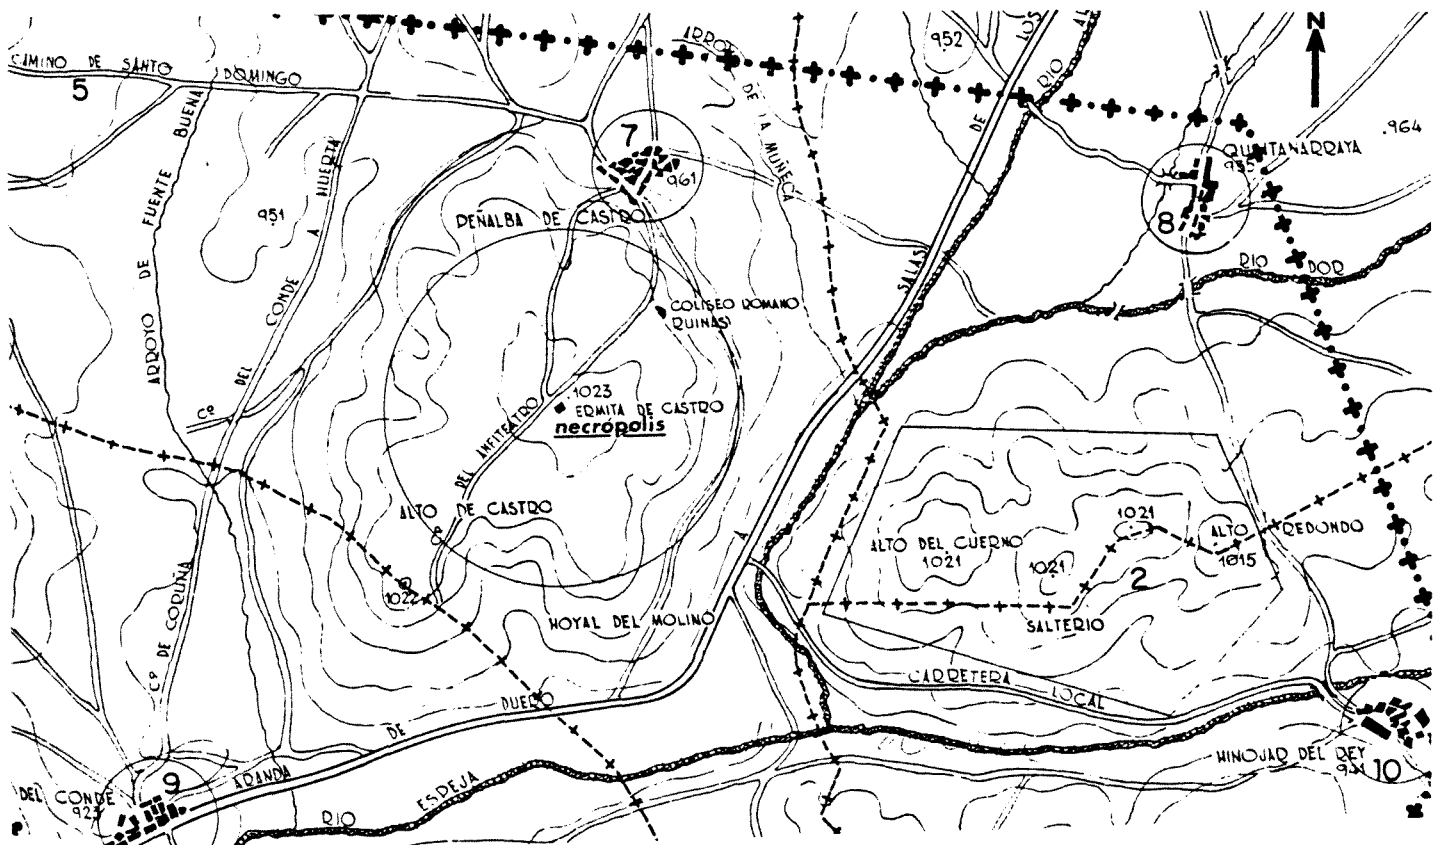 N
952
ARRO
DE LA MUÑECA
CAMINO DE SANTO DOMINGO
5
RIO
.964
7
961
QUINTANARRAYA
8
ARROYO DE FUENTE BUENA
951
PEÑALBA DE CASTRO
RIO DOR
COLISEO ROMANO
RUINAS
Cº DEL CONDE A HUERTA
1023
ERMITA DE CASTRO
necrópolis
Cº DEL ANFITEATRO
ALTO DE CASTRO
1021
ALTO REDONDO
1015
ALTO DEL CUERNO
1021
1021
2
1022
HOYAL DEL MOLINO
SALTERIO
Cº DE CORUÑA
CARRETERA LOCAL
ARANDA DE DUERO A SALAS DE LOS
HINOJAR DEL REY
10
9
DEL CONDE
RIO ESPEJA